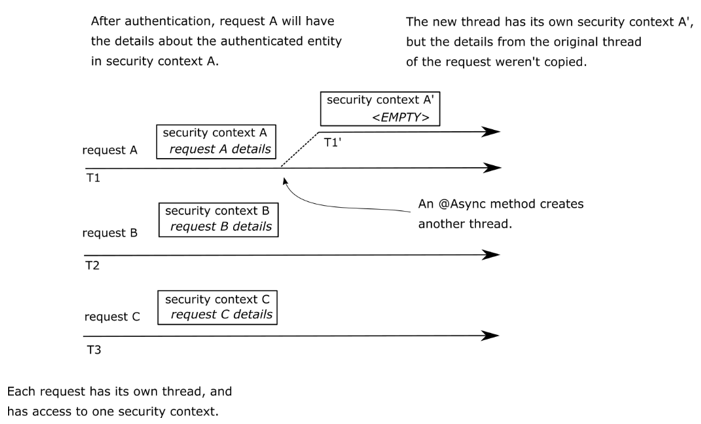 After authentication, request A will have
the details about the authenticated entity
in security context A.
The new thread has its own security context A',
but the details from the original thread
of the request weren't copied.
security context A'
<EMPTY>
T1'
request A
security context A
request A details
T1
An @Async method creates
another thread.
request B
security context B
request B details
T2
request C
security context C
request C details
T3
Each request has its own thread, and
has access to one security context.